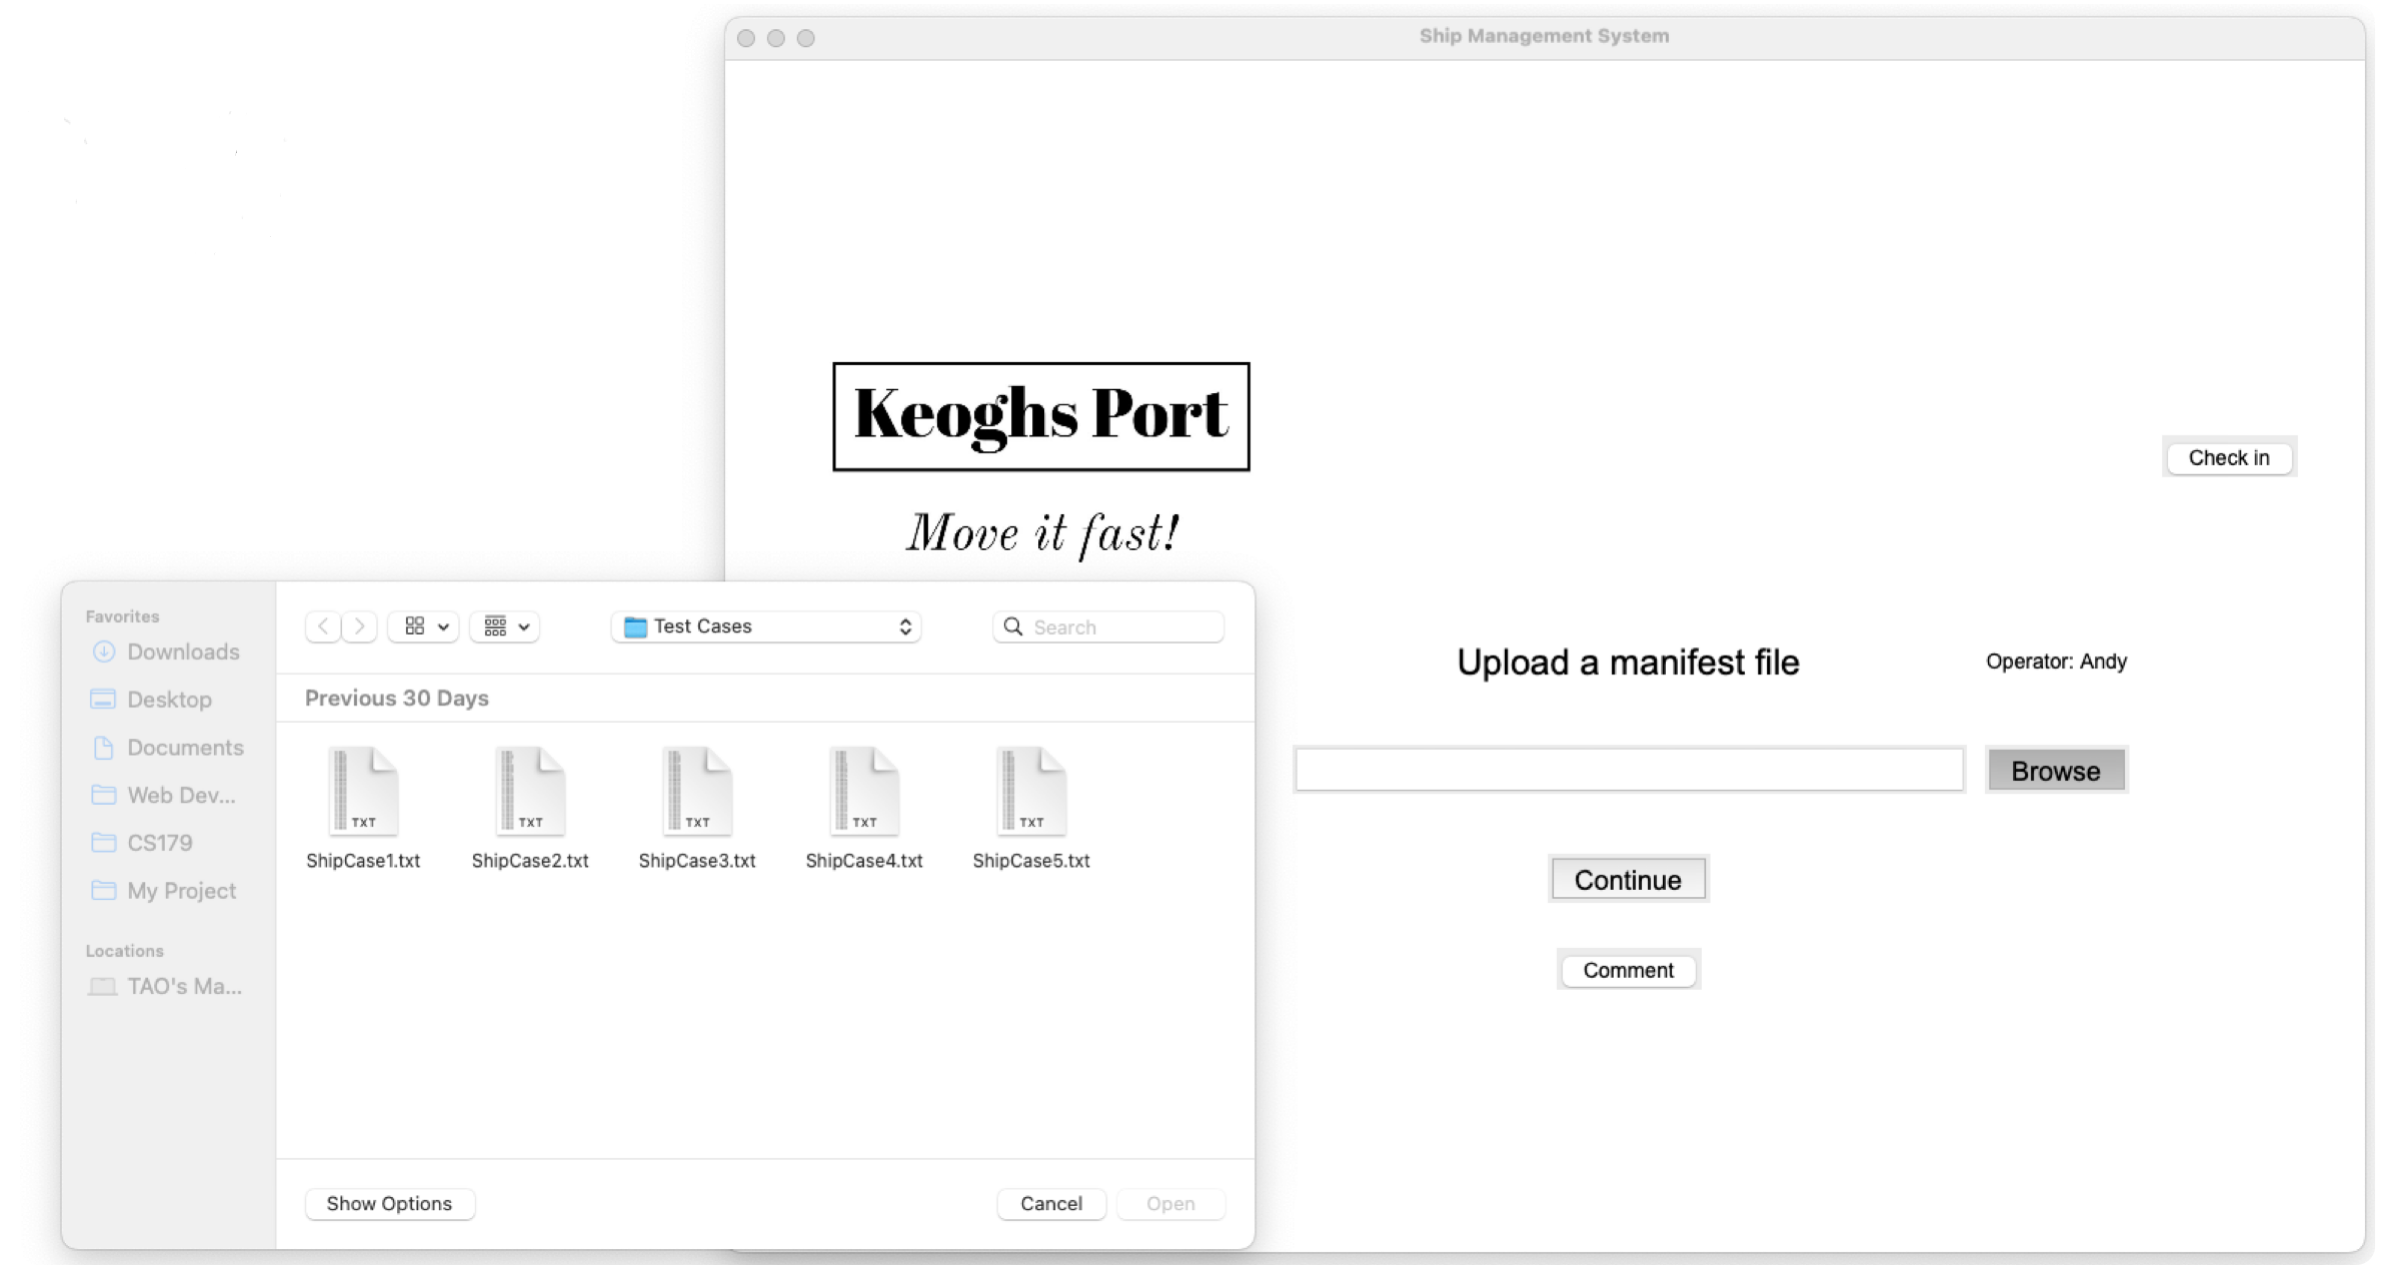 Ship Management System
Keoghs Port
Move it fast!
Check in
Upload a manifest file
Operator: Andy
Browse
Continue
Comment
Favorites
Downloads
Desktop
Documents
Web Dev...
CS179
My Project
Locations
TAO's Ma...
Test Cases
Search
Previous 30 Days
TXT TXT TXT TXT TXT
ShipCase1.txt ShipCase2.txt ShipCase3.txt ShipCase4.txt ShipCase5.txt
Show Options
Cancel
Open